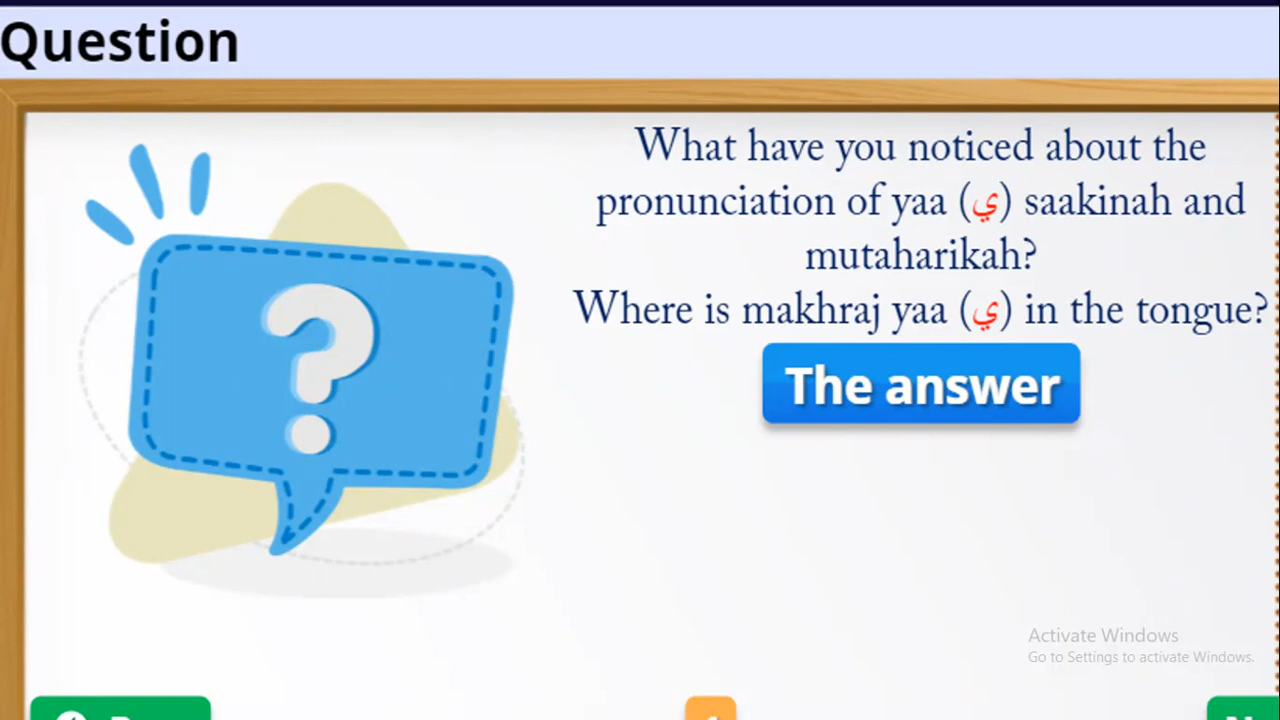 Question
What have you noticed about the
pronunciation of yaa (ي) saakinah and
mutaharikah?
Where is makhraj yaa (ي) in the tongue?
The answer
Activate Windows
Go to Settings to activate Windows.